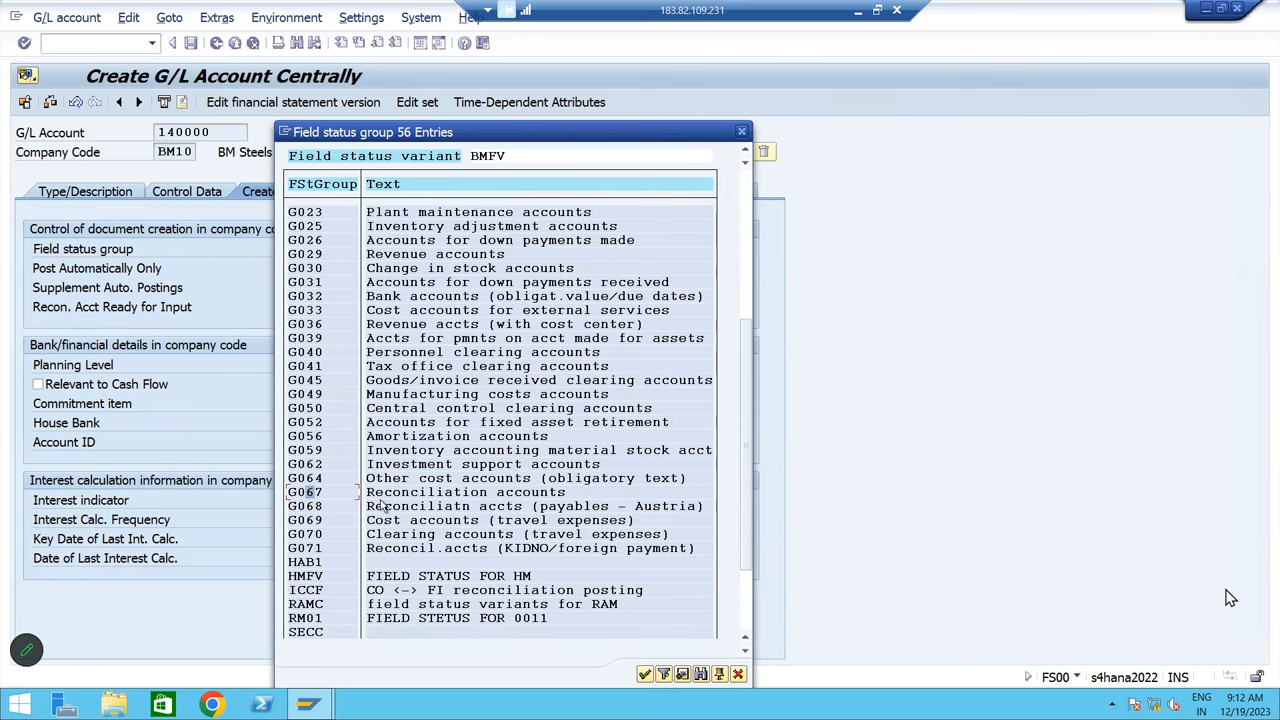 G/L account Edit Goto Extras Environment Settings System Help
183.82.109.231
Create G/L Account Centrally
Edit financial statement version Edit set Time-Dependent Attributes
G/L Account 140000
Company Code BM10 BM Steels
Type/Description Control Data Create
Control of document creation in company co
Field status group
Post Automatically Only
Supplement Auto. Postings
Recon. Acct Ready for Input
Bank/financial details in company code
Planning Level
Relevant to Cash Flow
Commitment item
House Bank
Account ID
Interest calculation information in company
Interest indicator
Interest Calc. Frequency
Key Date of Last Int. Calc.
Date of Last Interest Calc.
Field status group 56 Entries
Field status variant BMFV
FStGroup Text
G023 Plant maintenance accounts
G025 Inventory adjustment accounts
G026 Accounts for down payments made
G029 Revenue accounts
G030 Change in stock accounts
G031 Accounts for down payments received
G032 Bank accounts (obligat.value/due dates)
G033 Cost accounts for external services
G036 Revenue accts (with cost center)
G039 Accts for pmnts on acct made for assets
G040 Personnel clearing accounts
G041 Tax office clearing accounts
G045 Goods/invoice received clearing accounts
G049 Manufacturing costs accounts
G050 Central control clearing accounts
G052 Accounts for fixed asset retirement
G056 Amortization accounts
G059 Inventory accounting material stock acct
G062 Investment support accounts
G064 Other cost accounts (obligatory text)
G067 Reconciliation accounts
G068 Reconciliatn accts (payables - Austria)
G069 Cost accounts (travel expenses)
G070 Clearing accounts (travel expenses)
G071 Reconcil.accts (KIDNO/foreign payment)
HAB1
HMFV FIELD STATUS FOR HM
ICCF CO <-> FI reconciliation posting
RAMC field status variants for RAM
RM01 FIELD STETUS FOR 0011
SECC
FS00 s4hana2022 INS
ENG 9:12 AM
IN 12/19/2023